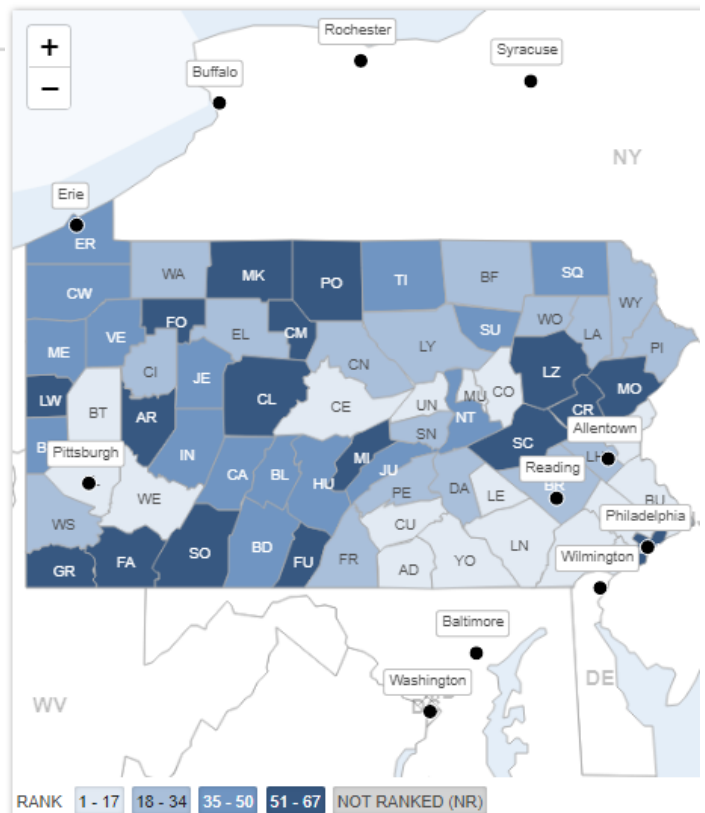 +
−
Rochester
Syracuse
Buffalo
NY
Erie
ER
WA
MK
PO
TI
BF
SQ
WY
CW
VE
FO
EL
CM
SU
WO
LA
PI
ME
CI
JE
CN
LY
LZ
MO
LW
BT
AR
CL
CE
UN
MU
CO
CR
NT
SN
SC
Allentown
LH
Pittsburgh
IN
CA
BL
HU
MI
JU
PE
DA
LE
Reading
BR
BU
WE
WS
CU
LN
Philadelphia
GR
FA
SO
BD
FU
FR
AD
YO
Wilmington
Baltimore
Washington
WV
DE
RANK 1 - 17 18 - 34 35 - 50 51 - 67 NOT RANKED (NR)